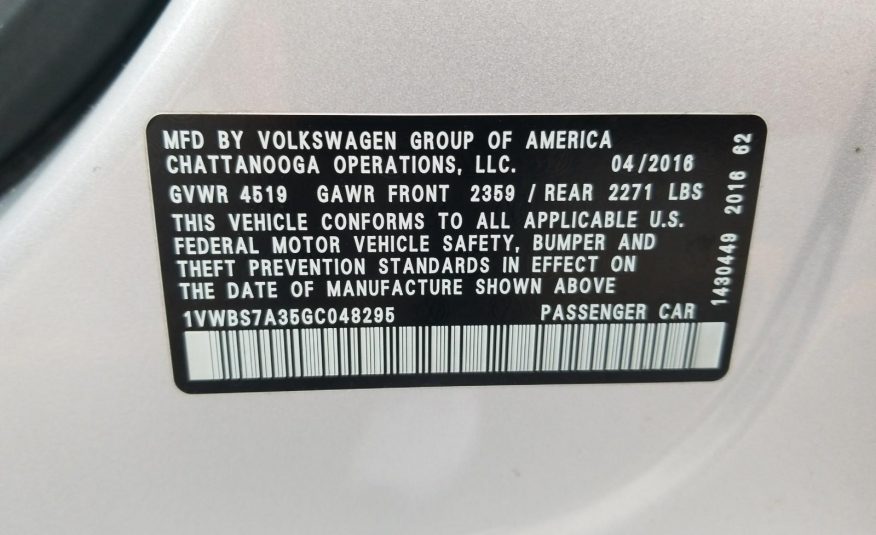 MFD BY VOLKSWAGEN GROUP OF AMERICA
CHATTANOOGA OPERATIONS, LLC. 04/2016
GVWR 4519 GAWR FRONT 2359 / REAR 2271 LBS
THIS VEHICLE CONFORMS TO ALL APPLICABLE U.S.
FEDERAL MOTOR VEHICLE SAFETY, BUMPER AND
THEFT PREVENTION STANDARDS IN EFFECT ON
THE DATE OF MANUFACTURE SHOWN ABOVE
1VWBS7A35GC048295 PASSENGER CAR
1430449 2016 62